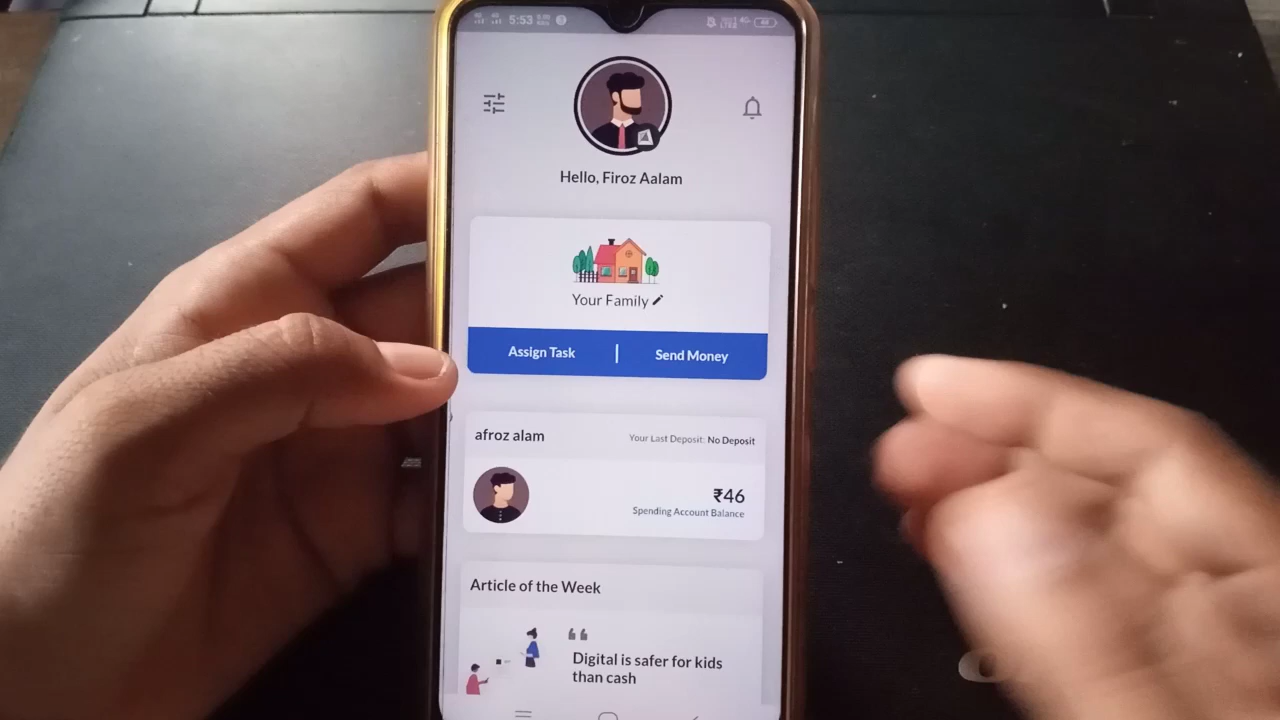 5:53
Hello, Firoz Aalam
Your Family
Assign Task | Send Money
afroz alam
Your Last Deposit: No Deposit
₹46
Spending Account Balance
Article of the Week
“
Digital is safer for kids
than cash